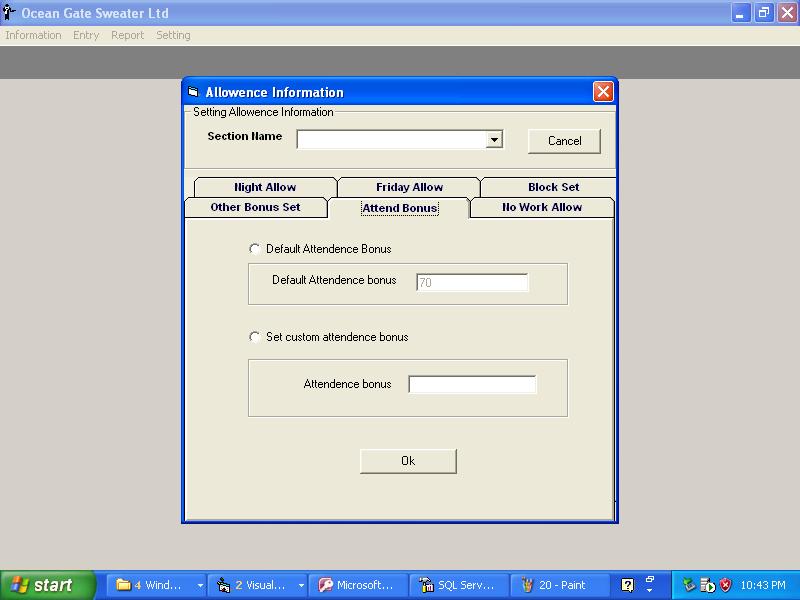 Ocean Gate Sweater Ltd
Information Entry Report Setting
Allowence Information
Setting Allowence Information
Section Name
Cancel
Night Allow Friday Allow Block Set
Other Bonus Set Attend Bonus No Work Allow
Default Attendence Bonus
Default Attendence bonus 70
Set custom attendence bonus
Attendence bonus
Ok
start 4 Wind... 2 Visual... Microsoft... SQL Serv... 20 - Paint ? 10:43 PM